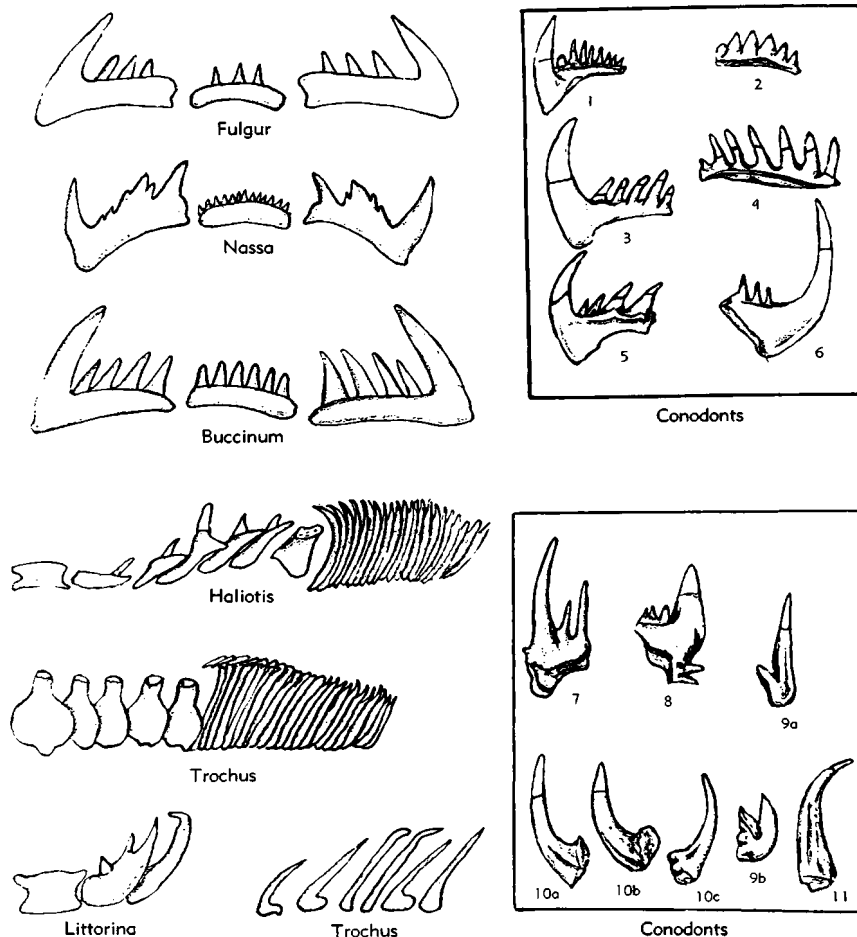 Fulgur
Nassa
Buccinum
Haliotis
Trochus
Littorina
Trochus
1
2
3
4
5
6
Conodonts
7
8
9a
10a
10b
10c
9b
11
Conodonts